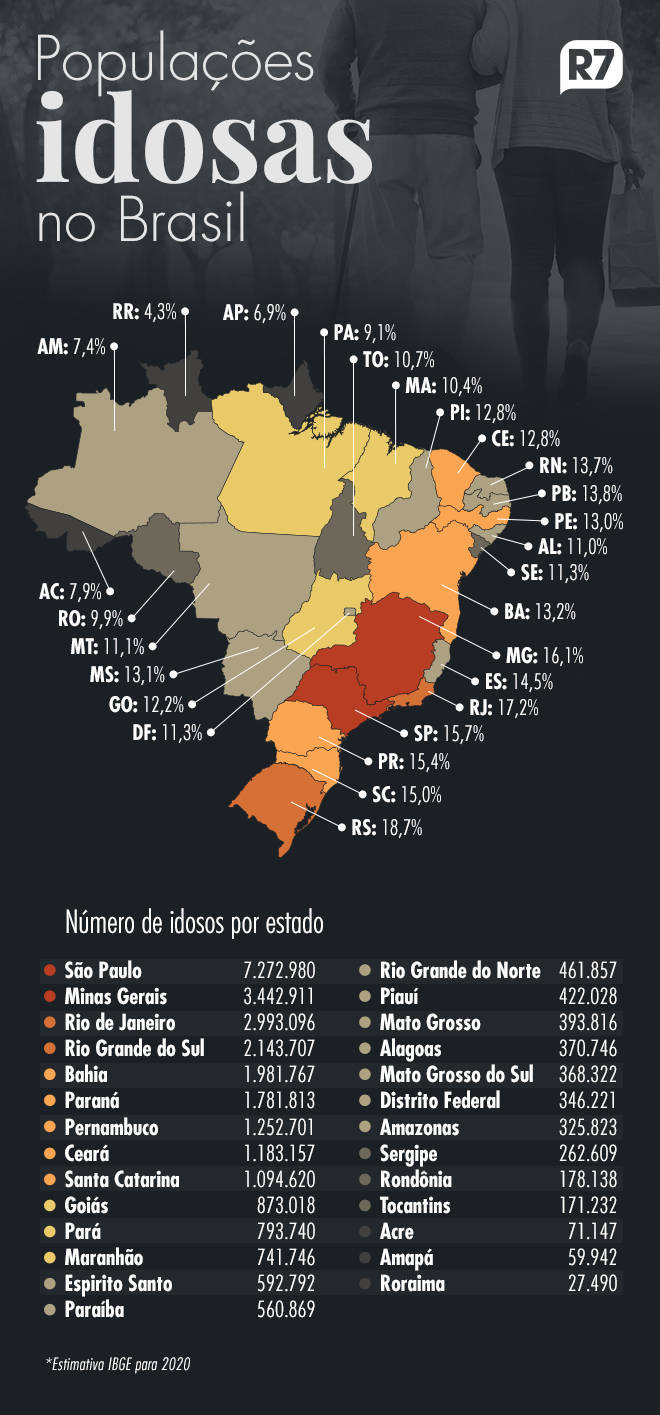 Populações
idosas
no Brasil
R7
RR: 4,3%
AP: 6,9%
AM: 7,4%
PA: 9,1%
TO: 10,7%
MA: 10,4%
PI: 12,8%
CE: 12,8%
RN: 13,7%
PB: 13,8%
PE: 13,0%
AL: 11,0%
SE: 11,3%
AC: 7,9%
RO: 9,9%
BA: 13,2%
MT: 11,1%
MG: 16,1%
MS: 13,1%
ES: 14,5%
GO: 12,2%
RJ: 17,2%
DF: 11,3%
SP: 15,7%
PR: 15,4%
SC: 15,0%
RS: 18,7%
Número de idosos por estado
São Paulo 7.272.980
Minas Gerais 3.442.911
Rio de Janeiro 2.993.096
Rio Grande do Sul 2.143.707
Bahia 1.981.767
Paraná 1.781.813
Pernambuco 1.252.701
Ceará 1.183.157
Santa Catarina 1.094.620
Goiás 873.018
Pará 793.740
Maranhão 741.746
Espirito Santo 592.792
Paraíba 560.869
Rio Grande do Norte 461.857
Piauí 422.028
Mato Grosso 393.816
Alagoas 370.746
Mato Grosso do Sul 368.322
Distrito Federal 346.221
Amazonas 325.823
Sergipe 262.609
Rondônia 178.138
Tocantins 171.232
Acre 71.147
Amapá 59.942
Roraima 27.490
*Estimativa IBGE para 2020